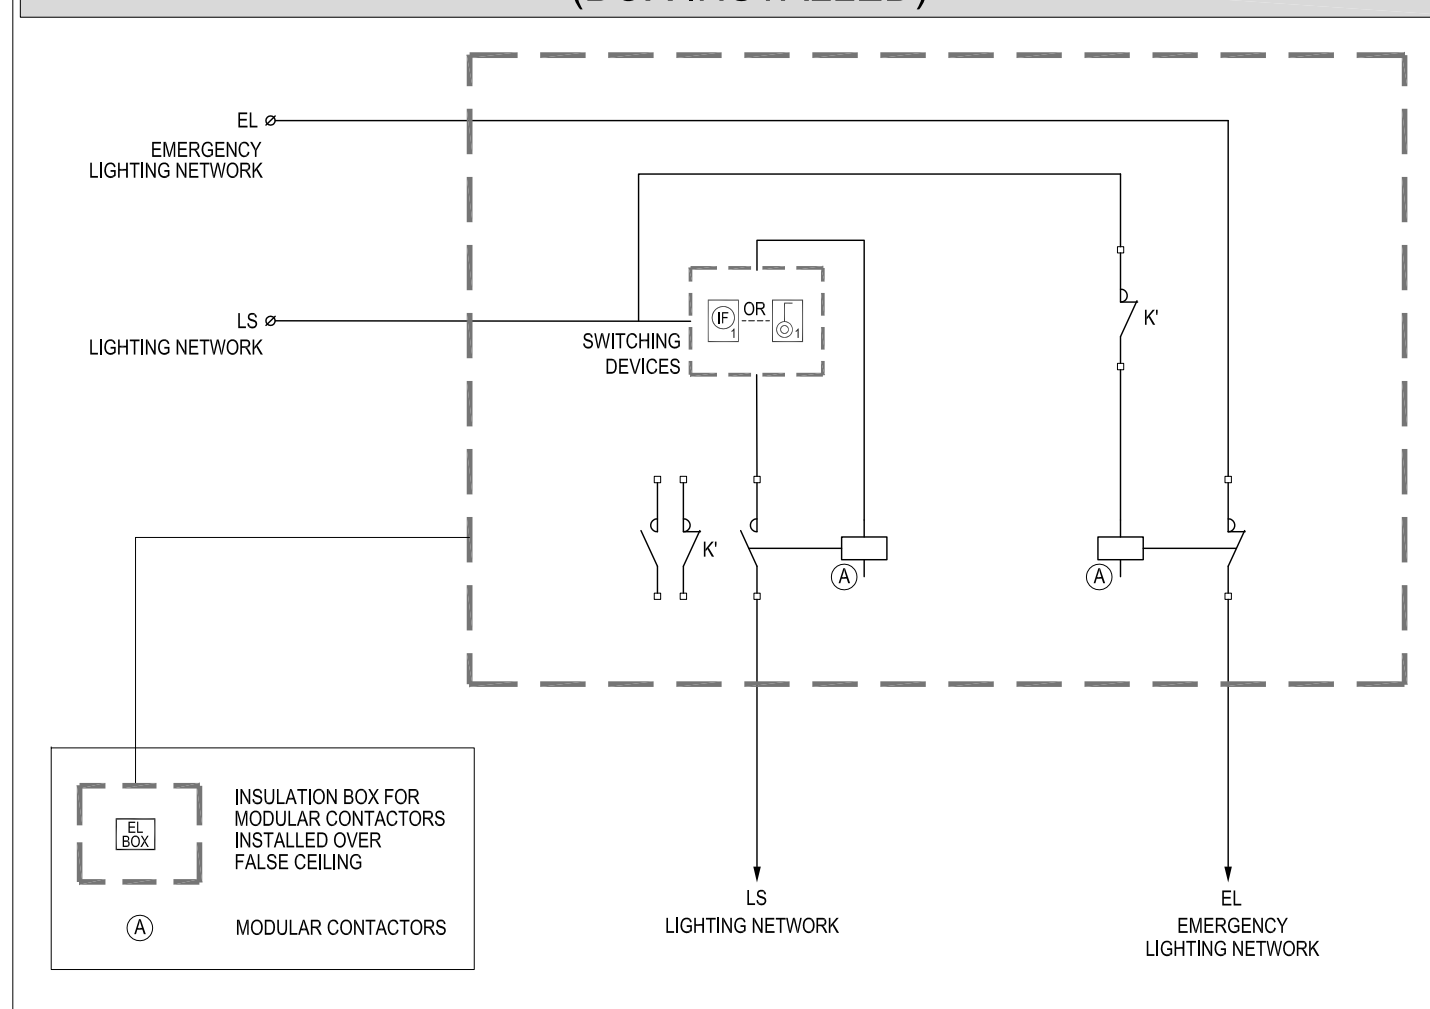 EL
EMERGENCY
LIGHTING NETWORK
LS
LIGHTING NETWORK
SWITCHING
DEVICES
IF
1
OR
1
K'
K'
A
A
EL
BOX
INSULATION BOX FOR
MODULAR CONTACTORS
INSTALLED OVER
FALSE CEILING
A
MODULAR CONTACTORS
LS
LIGHTING NETWORK
EL
EMERGENCY
LIGHTING NETWORK